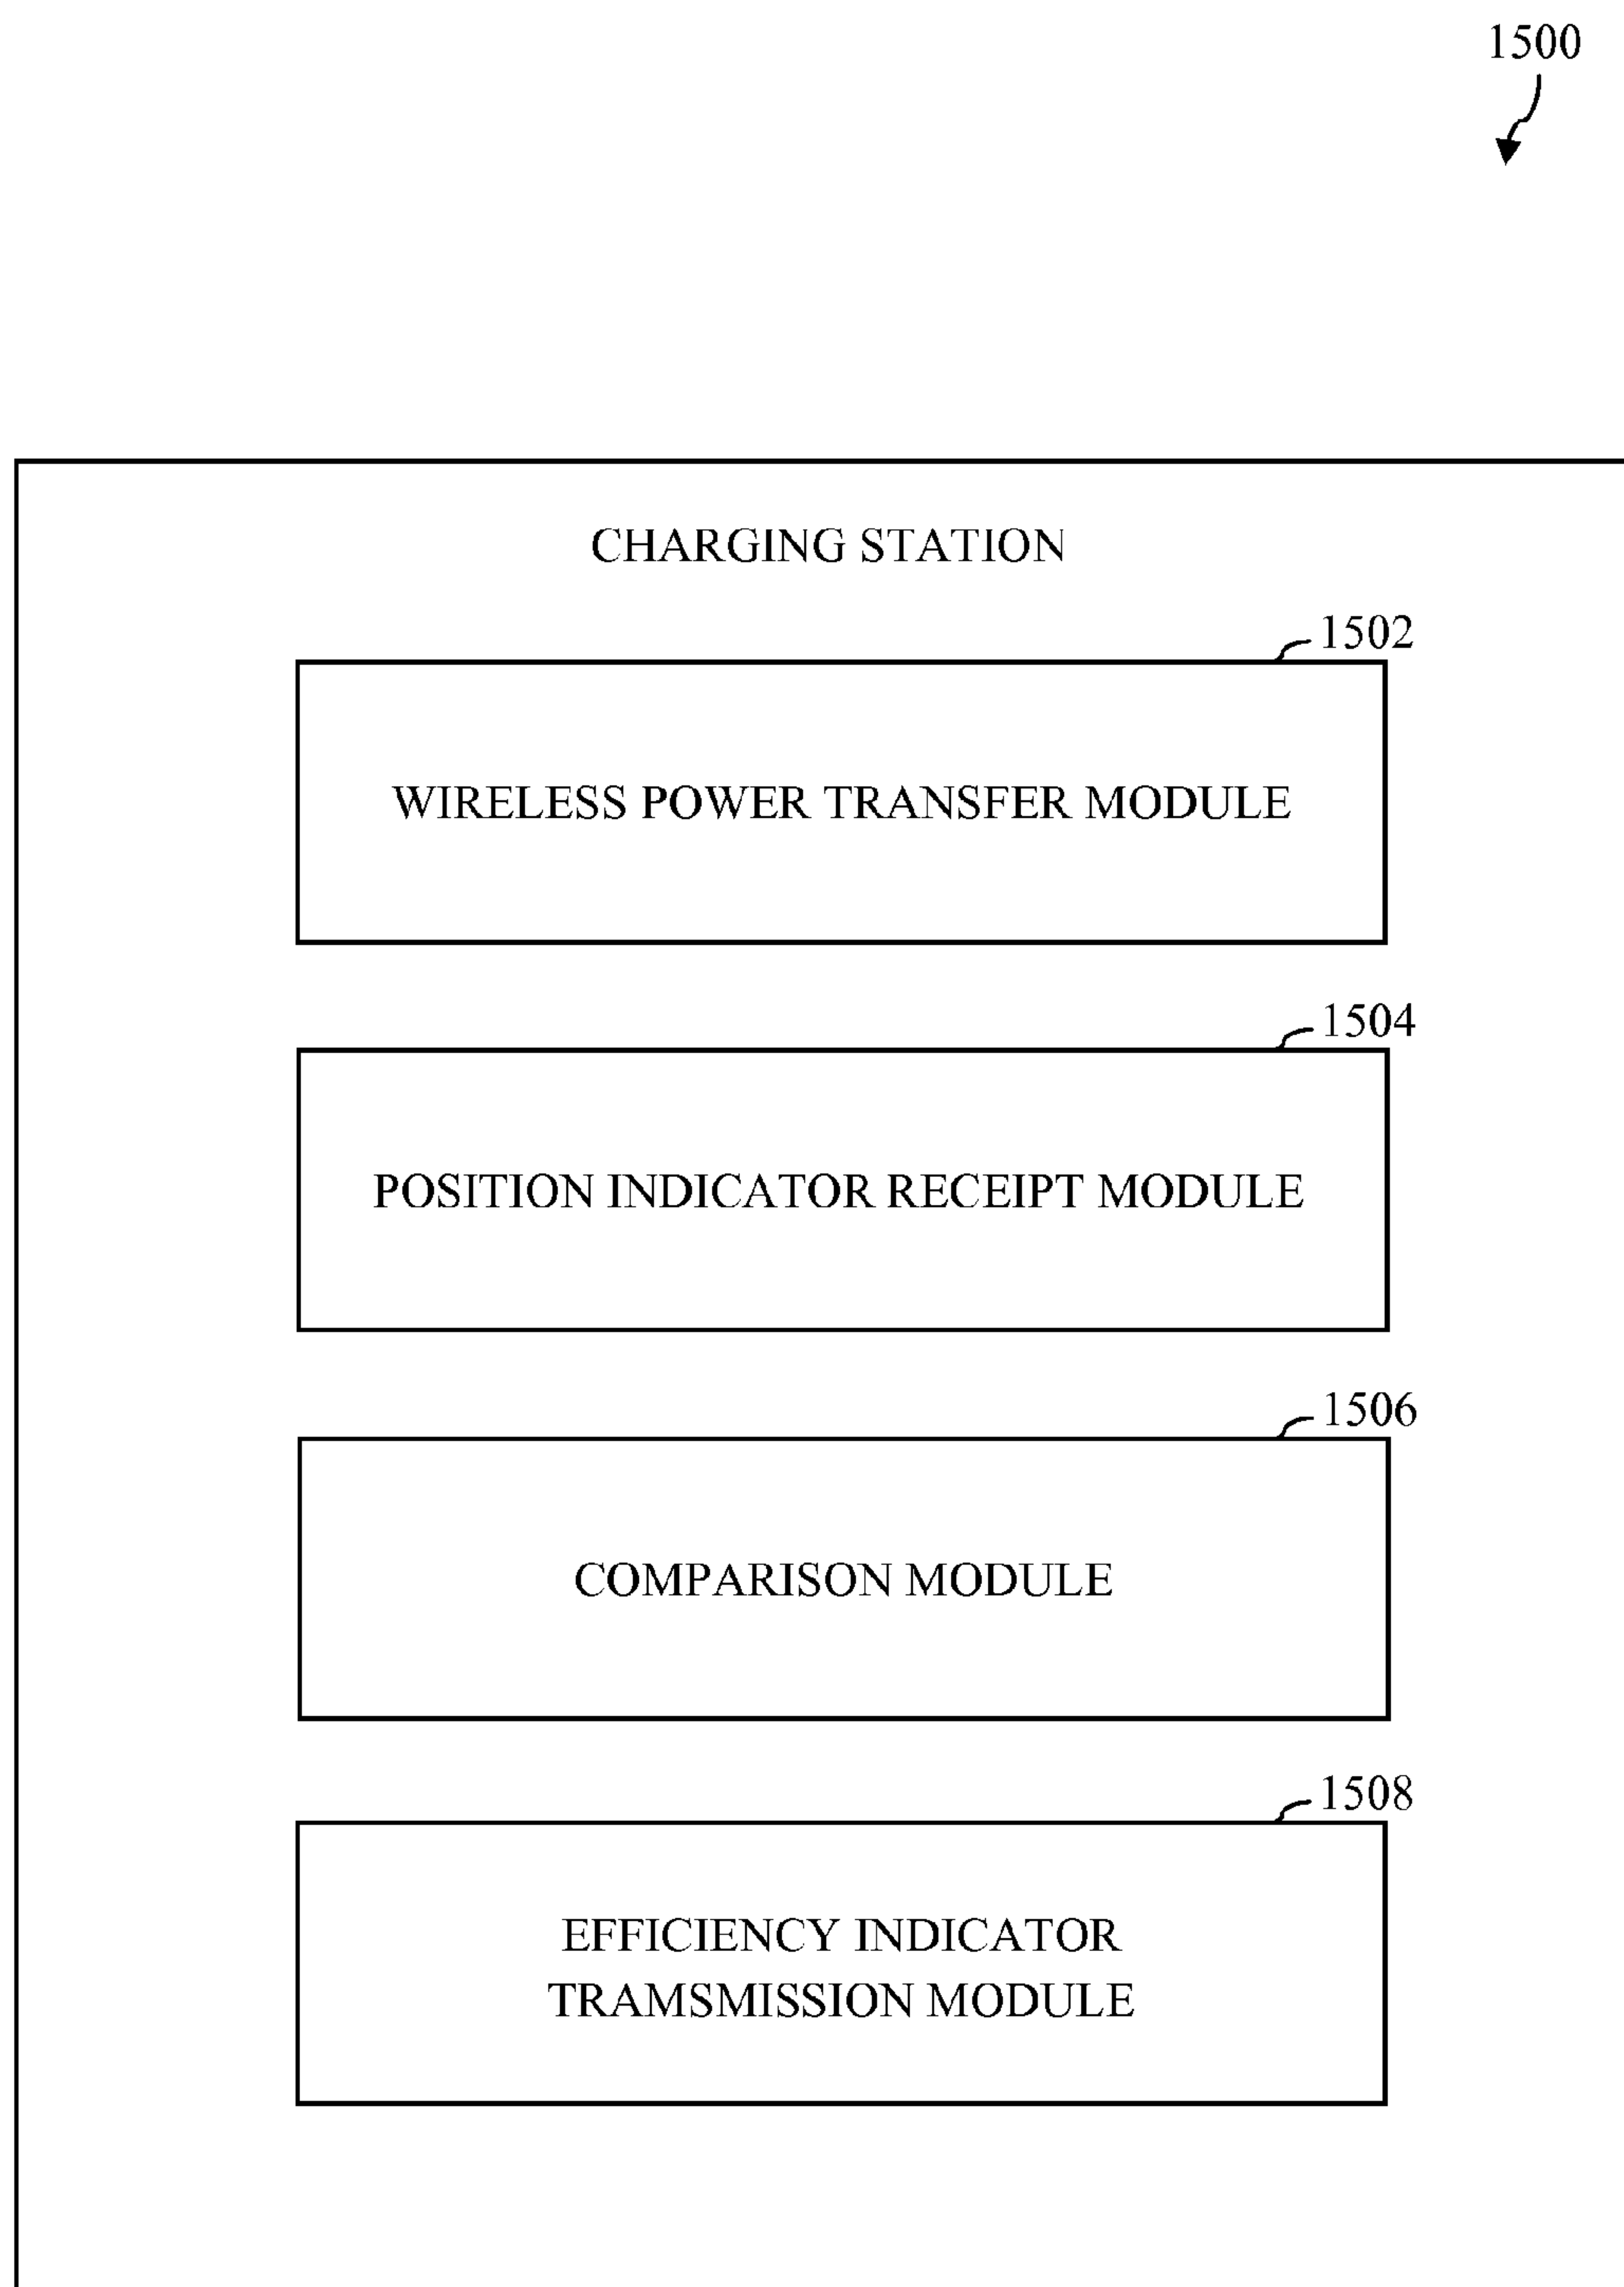 1500
CHARGING STATION
1502
WIRELESS POWER TRANSFER MODULE
1504
POSITION INDICATOR RECEIPT MODULE
1506
COMPARISON MODULE
1508
EFFICIENCY INDICATOR
TRAMSMISSION MODULE